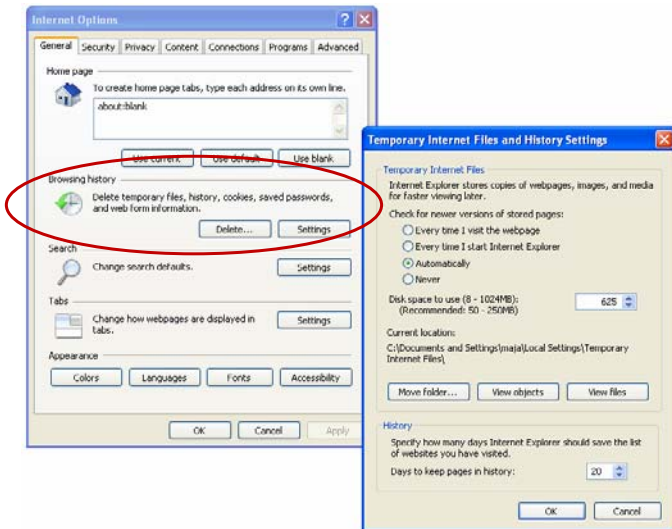 Internet Options
General Security Privacy Content Connections Programs Advanced
Home page
To create home page tabs, type each address on its own line.
about:blank
Use current Use default Use blank
Browsing history
Delete temporary files, history, cookies, saved passwords,
and web form information.
Delete... Settings
Search
Change search defaults.
Settings
Tabs
Change how webpages are displayed in
tabs.
Settings
Appearance
Colors Languages Fonts Accessibility
OK Cancel Apply
Temporary Internet Files and History Settings
Temporary Internet Files
Internet Explorer stores copies of webpages, images, and media
for faster viewing later.
Check for newer versions of stored pages:
Every time I visit the webpage
Every time I start Internet Explorer
Automatically
Never
Disk space to use (8 - 1024MB): 625
(Recommended: 50 - 250MB)
Current location:
C:\Documents and Settings\maja\Local Settings\Temporary
Internet Files\
Move folder... View objects View files
History
Specify how many days Internet Explorer should save the list
of websites you have visited.
Days to keep pages in history: 20
OK Cancel